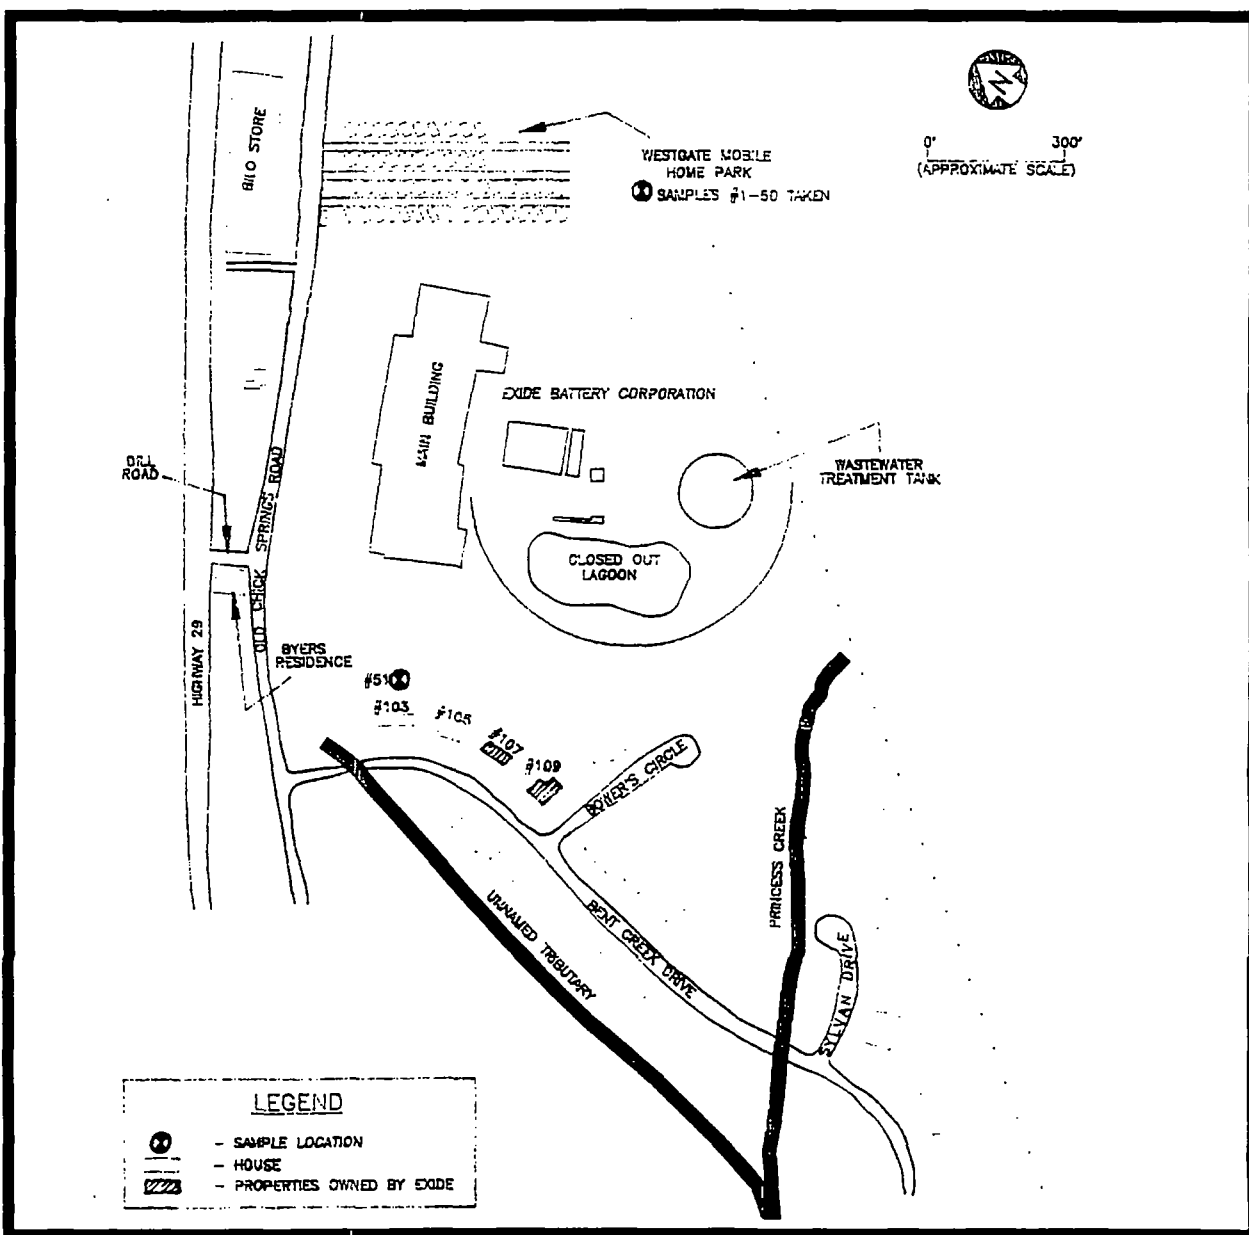 N
0' 300'
(APPROXIMATE SCALE)
BI-LO STORE
WESTGATE MOBILE
HOME PARK
SAMPLES #1-50 TAKEN
MAIN BUILDING
EXIDE BATTERY CORPORATION
WASTEWATER
TREATMENT TANK
CLOSED OUT
LAGOON
ROAD
OLD CHICK SPRINGS ROAD
HIGHWAY 29
BYERS
RESIDENCE
#51
#103
#105
#107
#109
BOWER'S CIRCLE
UNNAMED TRIBUTARY
BENT CREEK DRIVE
PRINCESS CREEK
SYLVAN DRIVE
LEGEND
- SAMPLE LOCATION
- HOUSE
- PROPERTIES OWNED BY EXIDE